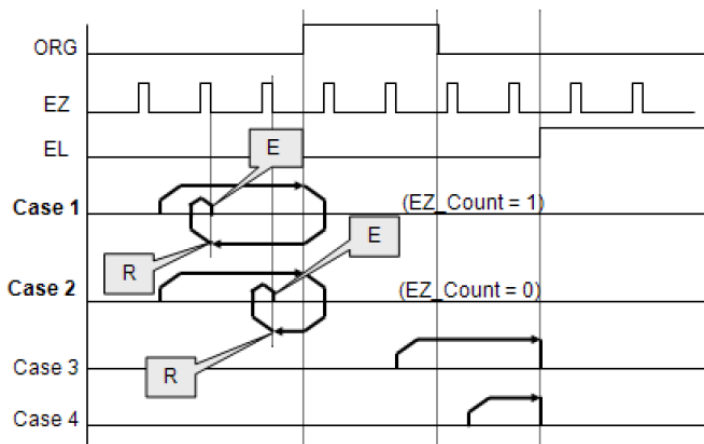 ORG
EZ
EL
E
Case 1
(EZ_Count = 1)
E
R
Case 2
(EZ_Count = 0)
R
Case 3
Case 4